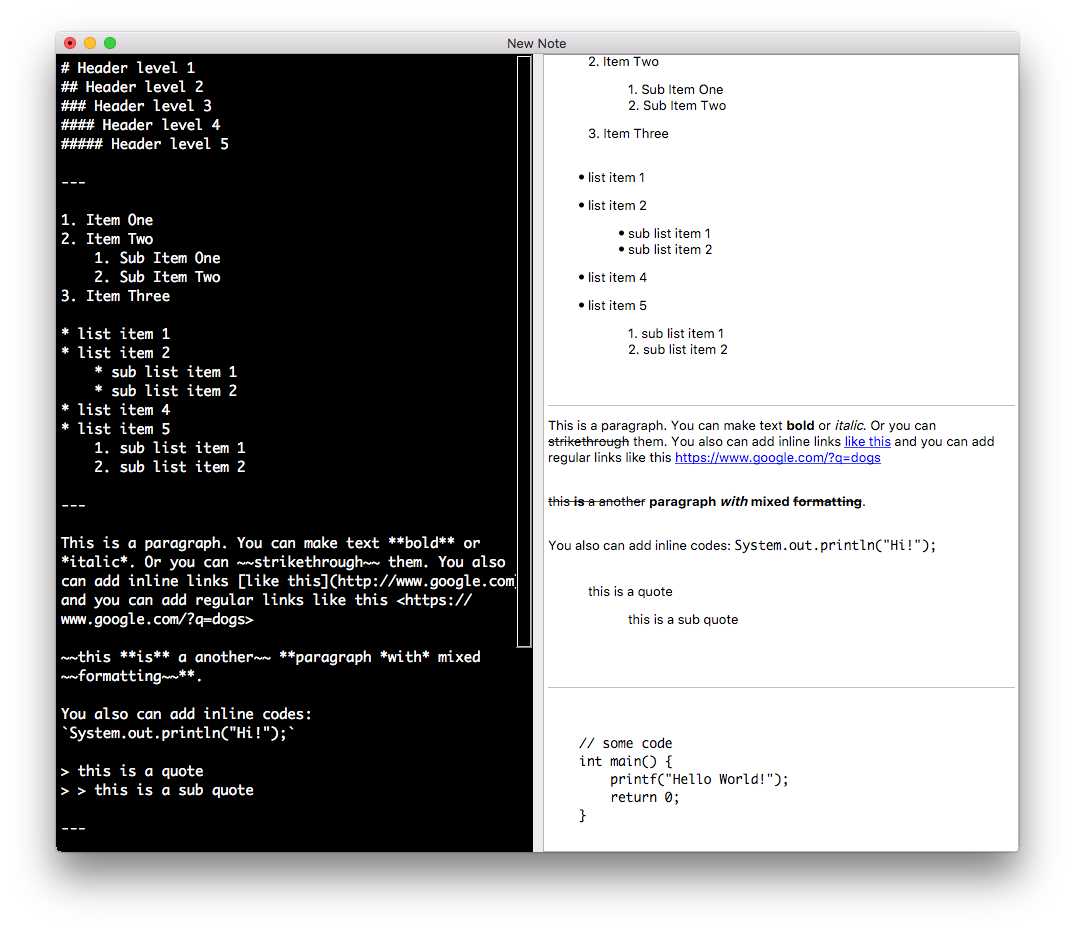 New Note
# Header level 1
## Header level 2
### Header level 3
#### Header level 4
##### Header level 5
---
1. Item One
2. Item Two
    1. Sub Item One
    2. Sub Item Two
3. Item Three
* list item 1
* list item 2
    * sub list item 1
    * sub list item 2
* list item 4
* list item 5
    1. sub list item 1
    2. sub list item 2
---
This is a paragraph. You can make text **bold** or
*italic*. Or you can ~~strikethrough~~ them. You also
can add inline links [like this](http://www.google.com)
and you can add regular links like this <https://
www.google.com/?q=dogs>
~~this **is** a another~~ **paragraph *with* mixed
~~formatting~~**.
You also can add inline codes:
`System.out.println("Hi!");`
> this is a quote
> > this is a sub quote
---
2. Item Two
1. Sub Item One
2. Sub Item Two
3. Item Three
• list item 1
• list item 2
• sub list item 1
• sub list item 2
• list item 4
• list item 5
1. sub list item 1
2. sub list item 2
This is a paragraph. You can make text bold or italic. Or you can
strikethrough them. You also can add inline links like this and you can add
regular links like this https://www.google.com/?q=dogs
this is a another paragraph with mixed formatting.
You also can add inline codes: System.out.println("Hi!");
this is a quote
this is a sub quote
// some code
int main() {
    printf("Hello World!");
    return 0;
}